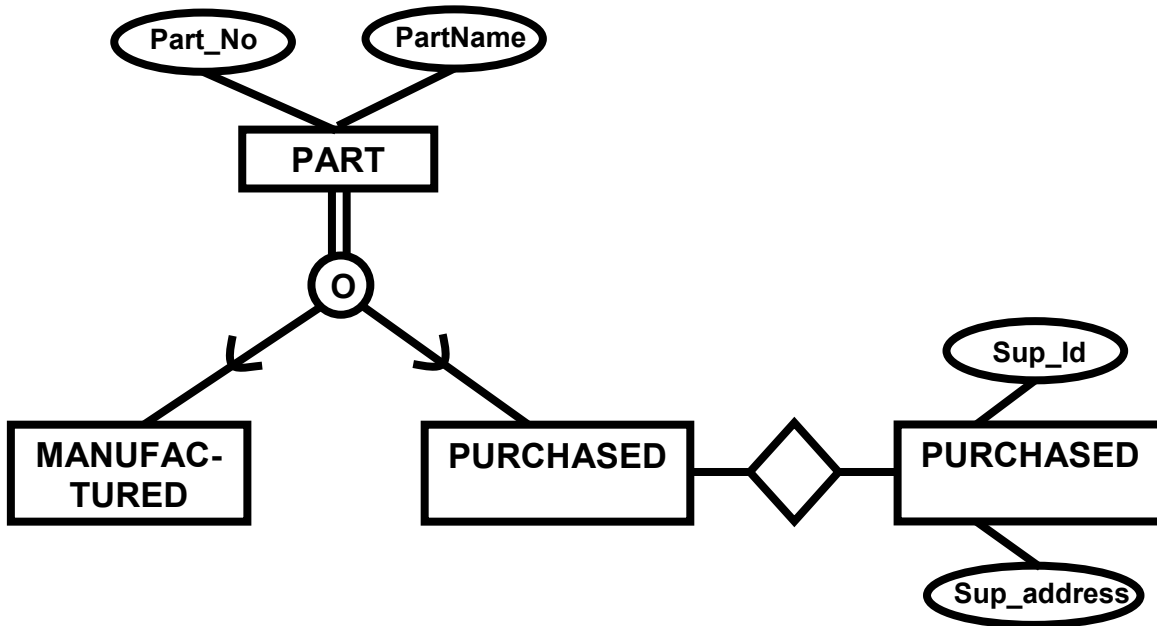 Part_No
PartName
PART
O
Sup_Id
MANUFAC-
TURED
PURCHASED
PURCHASED
Sup_address